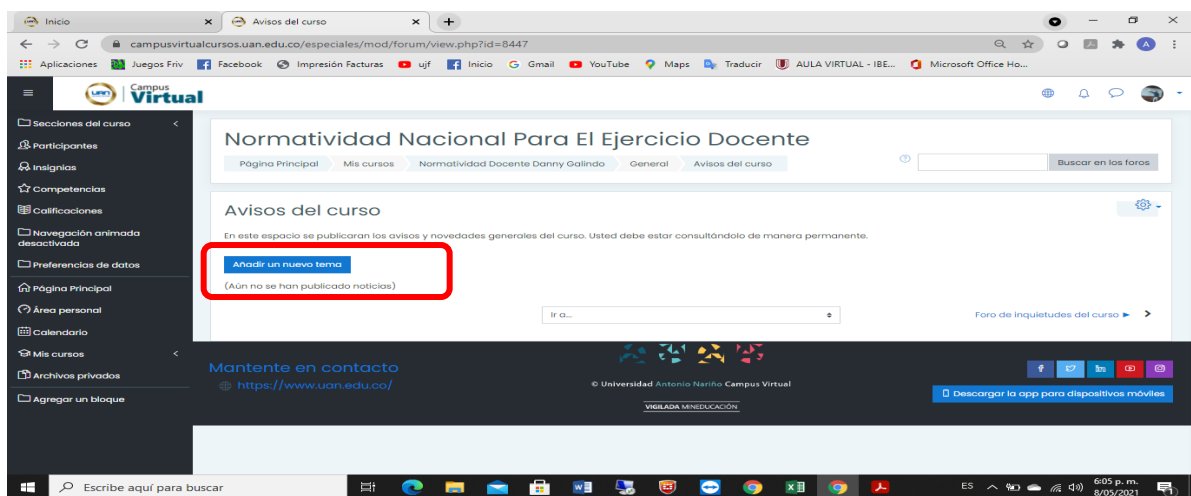 Inicio
Avisos del curso
campusvirtualcursos.uan.edu.co/especiales/mod/forum/view.php?id=8447
A
Aplicaciones Juegos Friv Facebook Impresión Facturas ujf Inicio Gmail YouTube Maps Traducir AULA VIRTUAL - IBE... Microsoft Office Ho...
UAN Campus Virtual
Secciones del curso
Participantes
Insignias
Competencias
Calificaciones
Navegación animada
desactivada
Preferencias de datos
Página Principal
Área personal
Calendario
Mis cursos
Archivos privados
Agregar un bloque
Normatividad Nacional Para El Ejercicio Docente
Página Principal Mis cursos Normatividad Docente Danny Galindo General Avisos del curso
Buscar en los foros
Avisos del curso
En este espacio se publicaran los avisos y novedades generales del curso. Usted debe estar consultándolo de manera permanente.
Añadir un nuevo tema
(Aún no se han publicado noticias)
Ir a...
Foro de inquietudes del curso ►
Mantente en contacto
https://www.uan.edu.co/
© Universidad Antonio Nariño Campus Virtual
VIGILADA MINEDUCACIÓN
Descargar la app para dispositivos móviles
Escribe aquí para buscar
ES
6:05 p. m.
8/05/2021